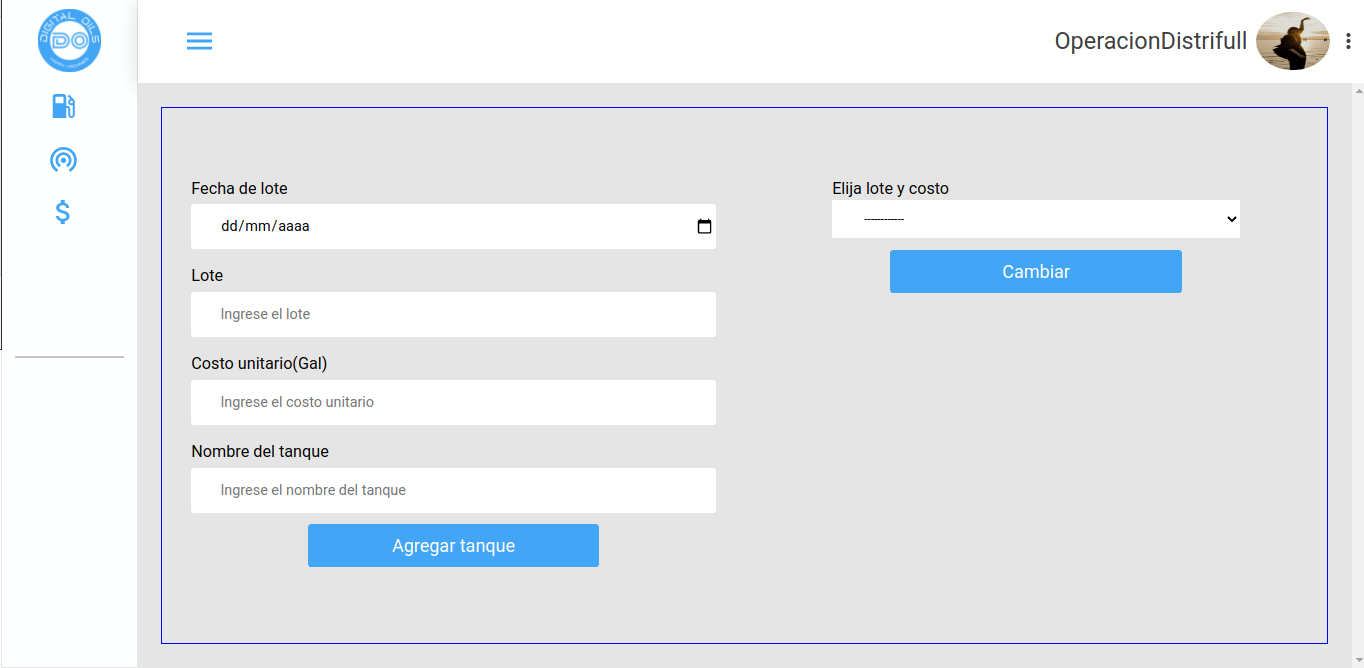 DIGITAL OILS
DO
OperacionDistrifull
Fecha de lote
dd/mm/aaaa
Lote
Ingrese el lote
Costo unitario(Gal)
Ingrese el costo unitario
Nombre del tanque
Ingrese el nombre del tanque
Agregar tanque
Elija lote y costo
-----------
Cambiar